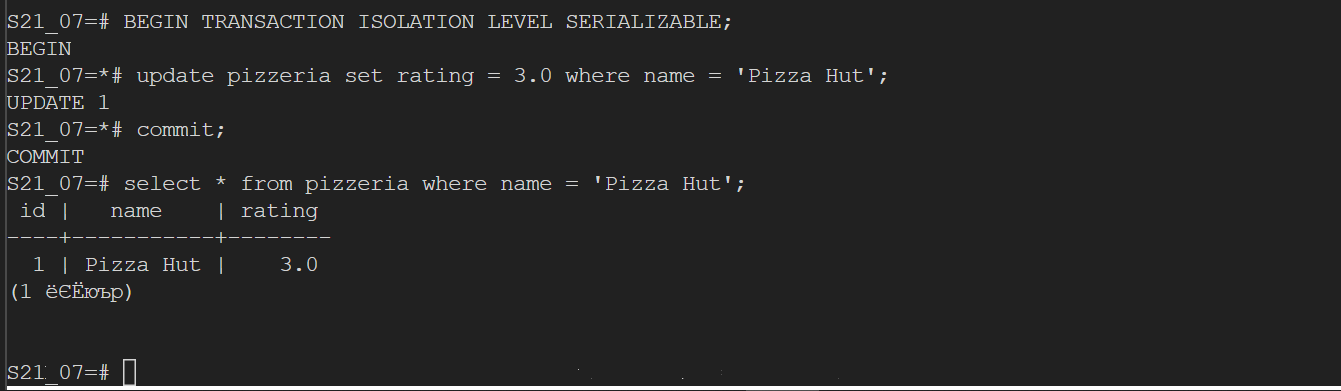 S21_07=# BEGIN TRANSACTION ISOLATION LEVEL SERIALIZABLE;
BEGIN
S21_07=*# update pizzeria set rating = 3.0 where name = 'Pizza Hut';
UPDATE 1
S21_07=*# commit;
COMMIT
S21_07=# select * from pizzeria where name = 'Pizza Hut';
 id |   name    | rating
----+-----------+--------
  1 | Pizza Hut |    3.0
(1 ёЄЁюър)
S21_07=#